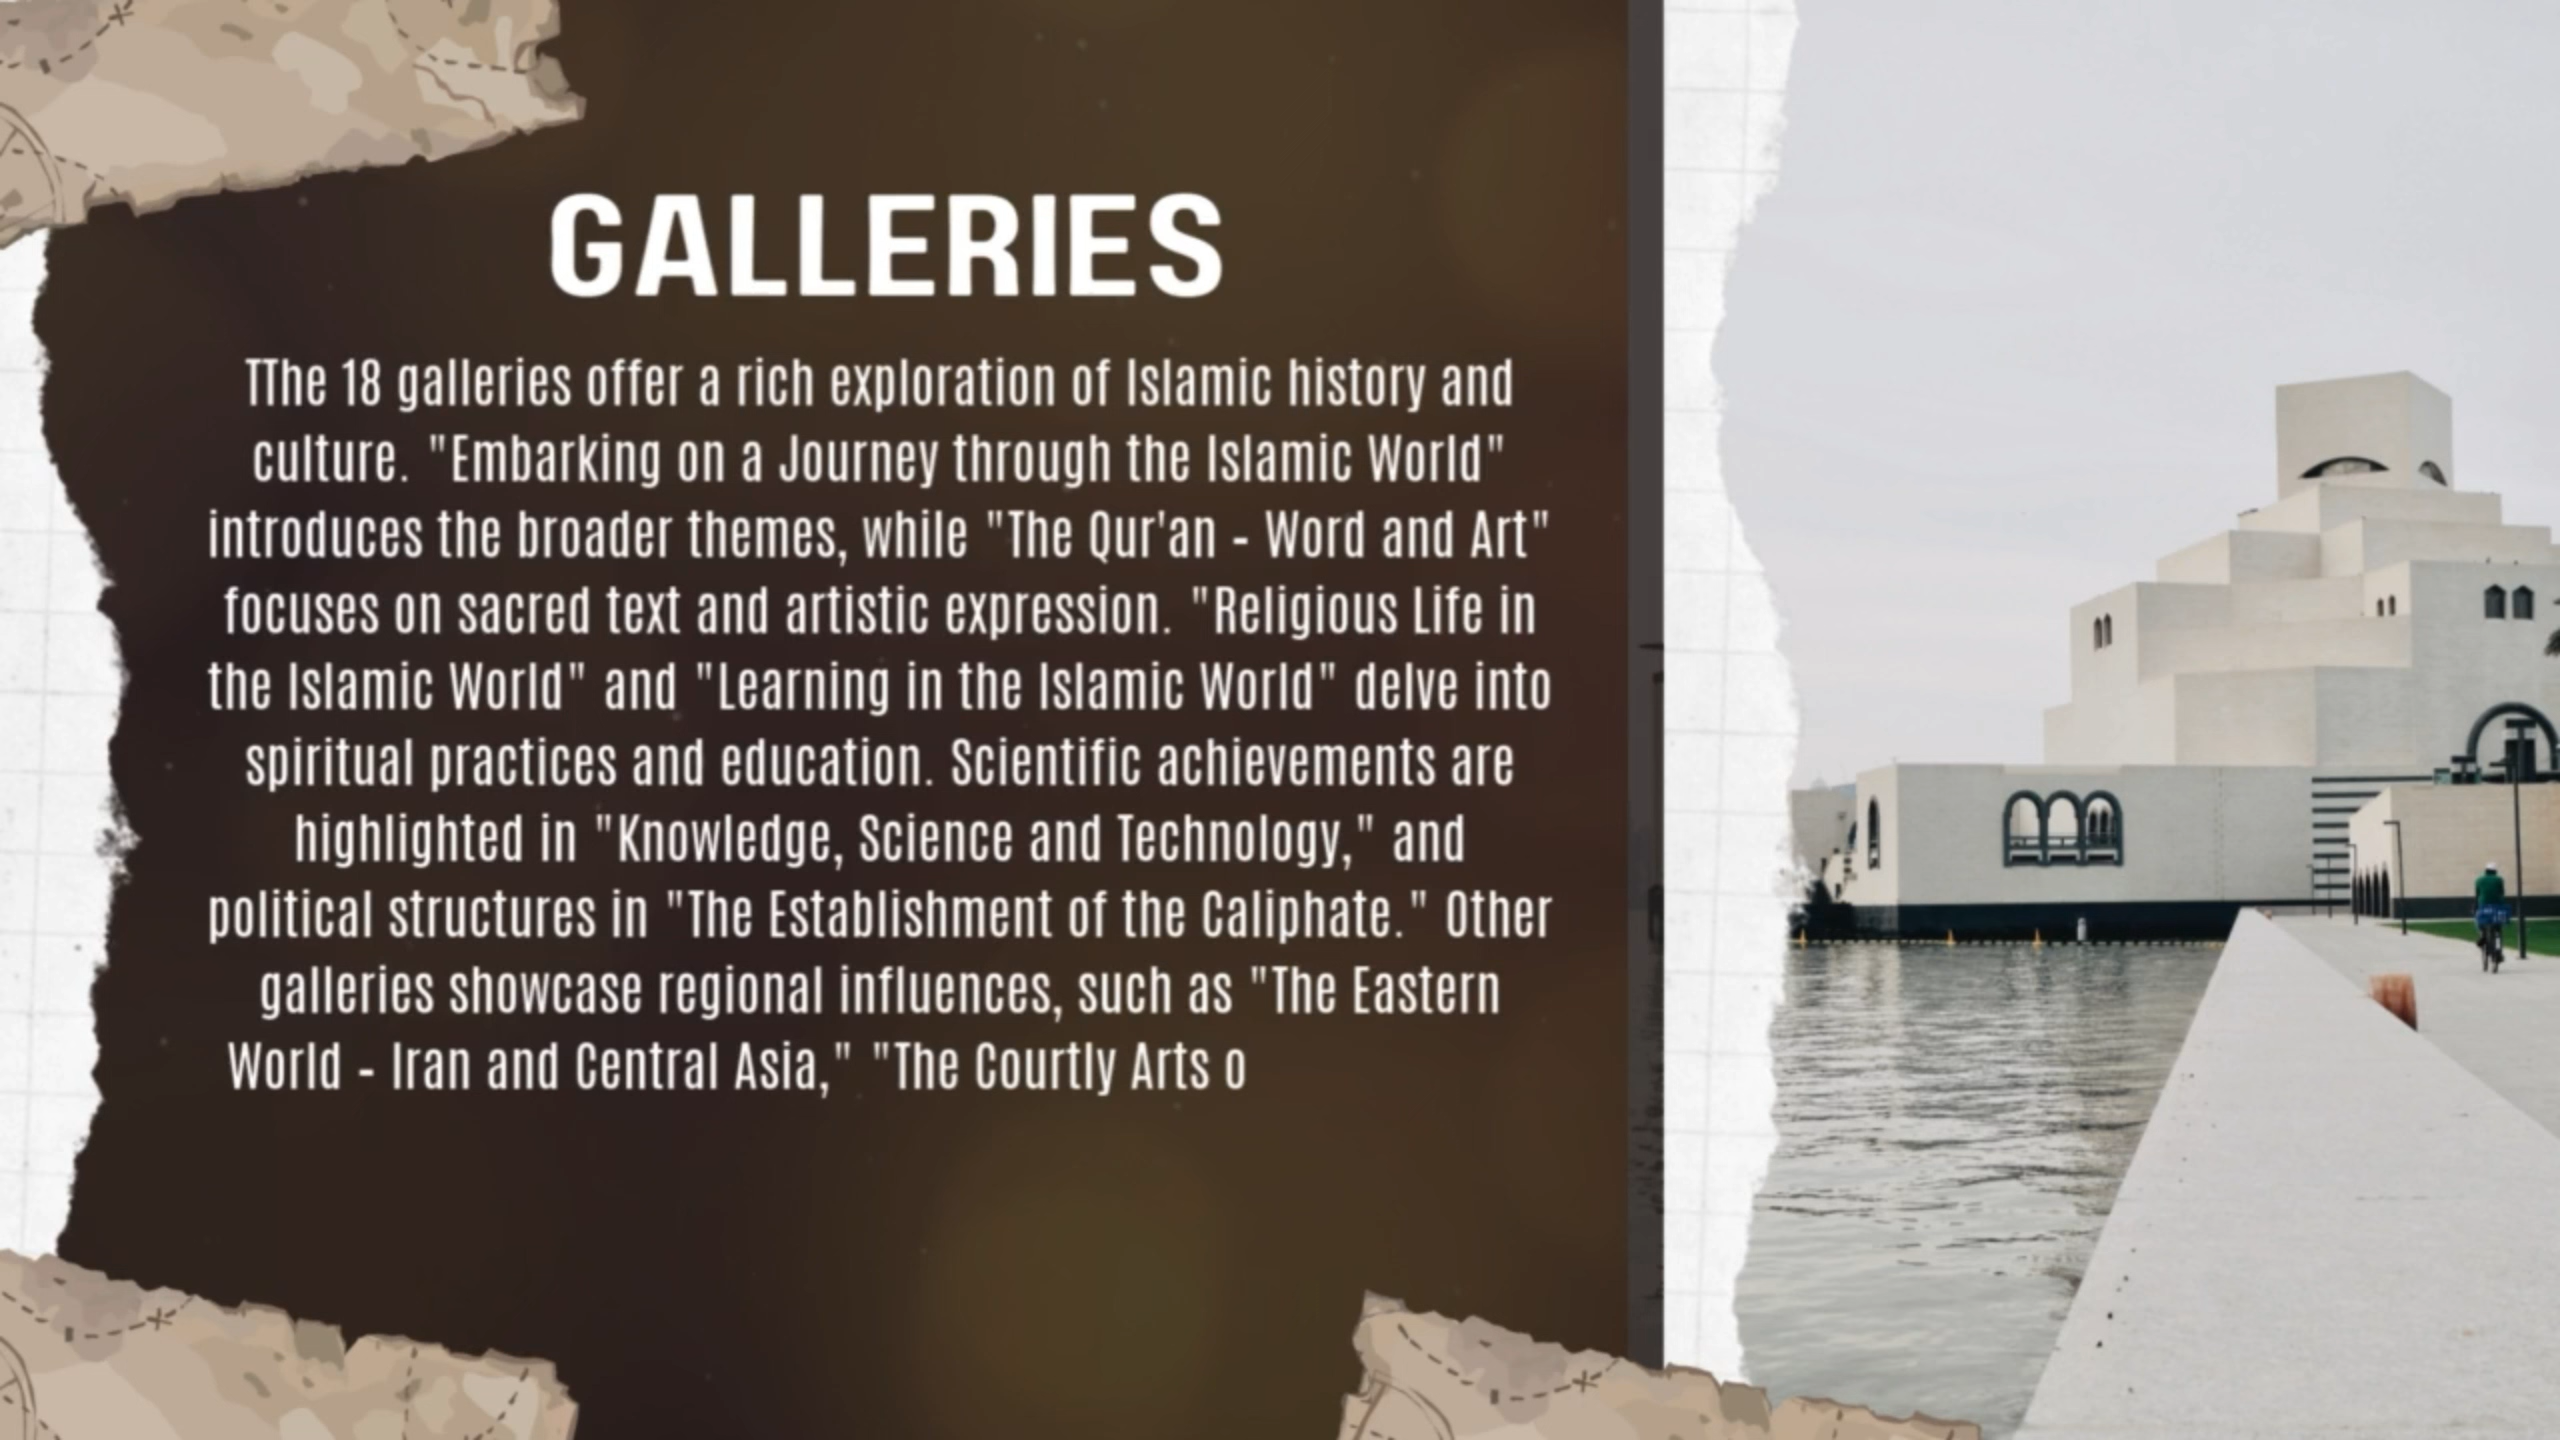 GALLERIES
TThe 18 galleries offer a rich exploration of Islamic history and
culture. "Embarking on a Journey through the Islamic World"
introduces the broader themes, while "The Qur'an - Word and Art"
focuses on sacred text and artistic expression. "Religious Life in
the Islamic World" and "Learning in the Islamic World" delve into
spiritual practices and education. Scientific achievements are
highlighted in "Knowledge, Science and Technology," and
political structures in "The Establishment of the Caliphate." Other
galleries showcase regional influences, such as "The Eastern
World - Iran and Central Asia," "The Courtly Arts o